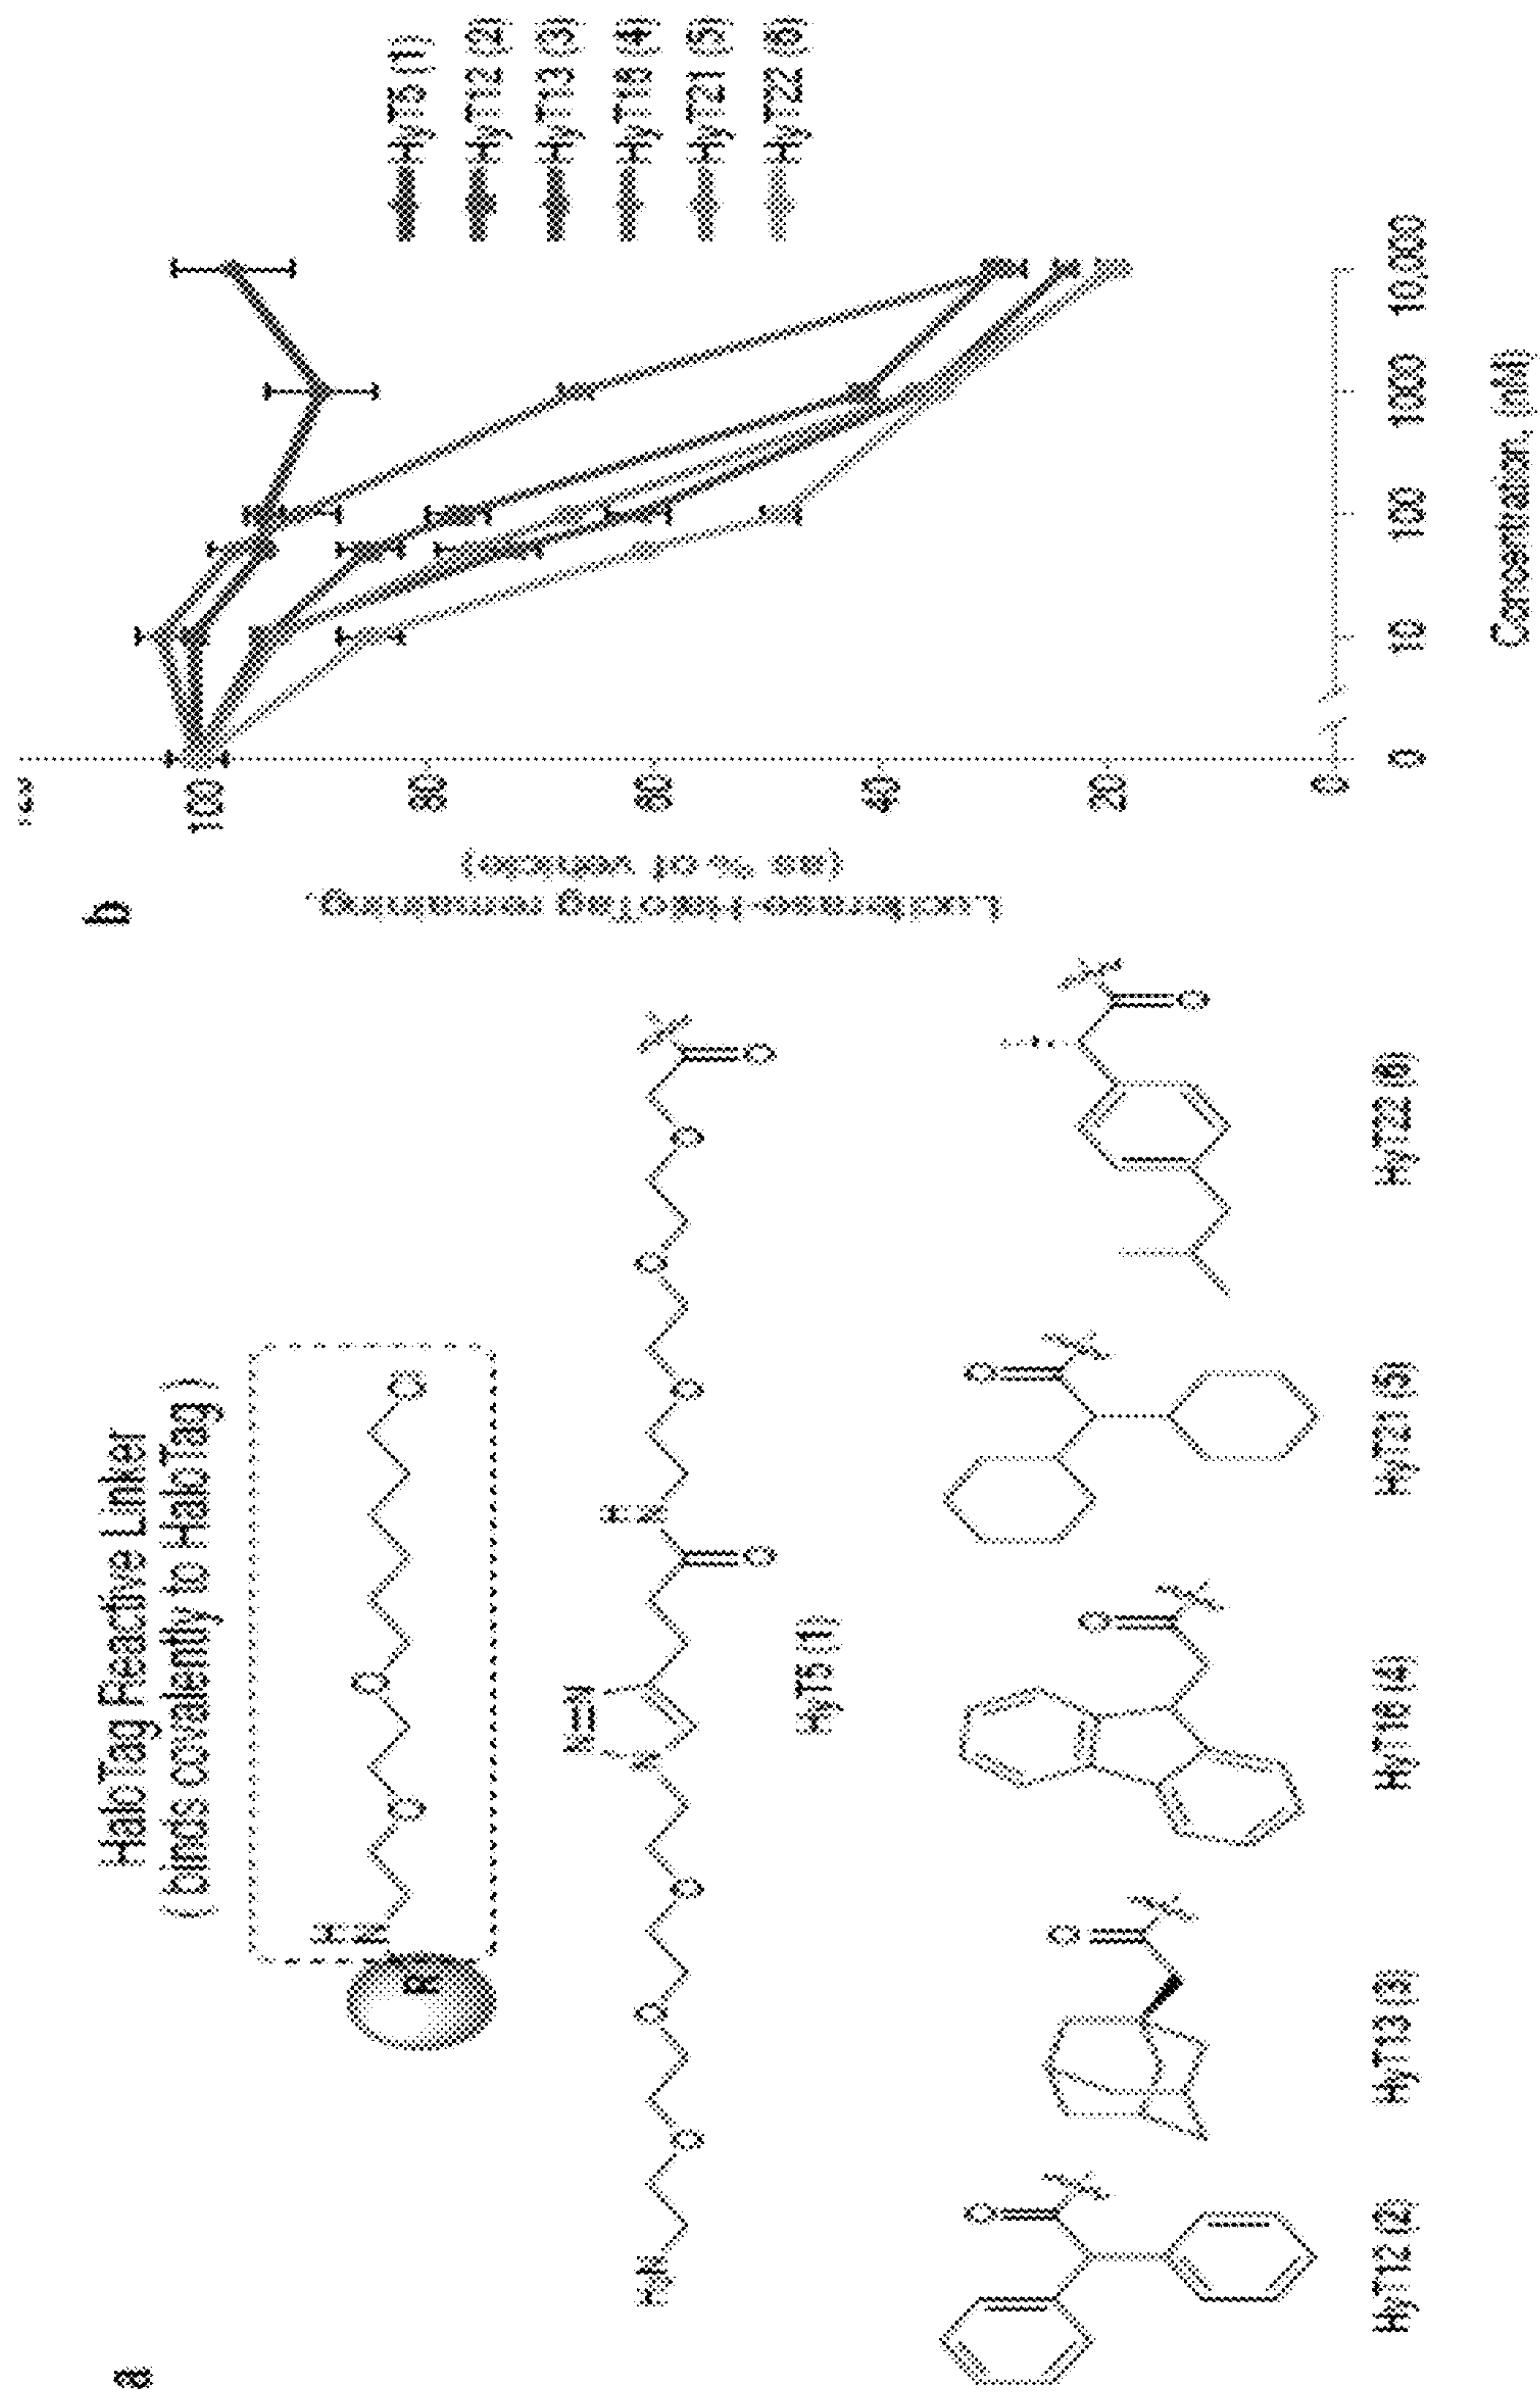 a
HaloTag Reactive Linker
( binds covalently to HaloTag )
R
H
N
O
O
Cl
H₂N
O
O
O
N
N=N
O
H
N
O
O
O
O
HyT5 (1)
O
O
O
O
O
HyT12 (2)
HyT13 (3)
HyT16 (4)
HyT21 (5)
HyT22 (6)
b
Luciferase-HaloTag remaining,
(as % of vehicle)
100
80
60
40
20
0
0
10
100
1000
10,000
Concentration, (nM)
HyT5 (1)
HyT12 (2)
HyT13 (3)
HyT16 (4)
HyT21 (5)
HyT22 (6)